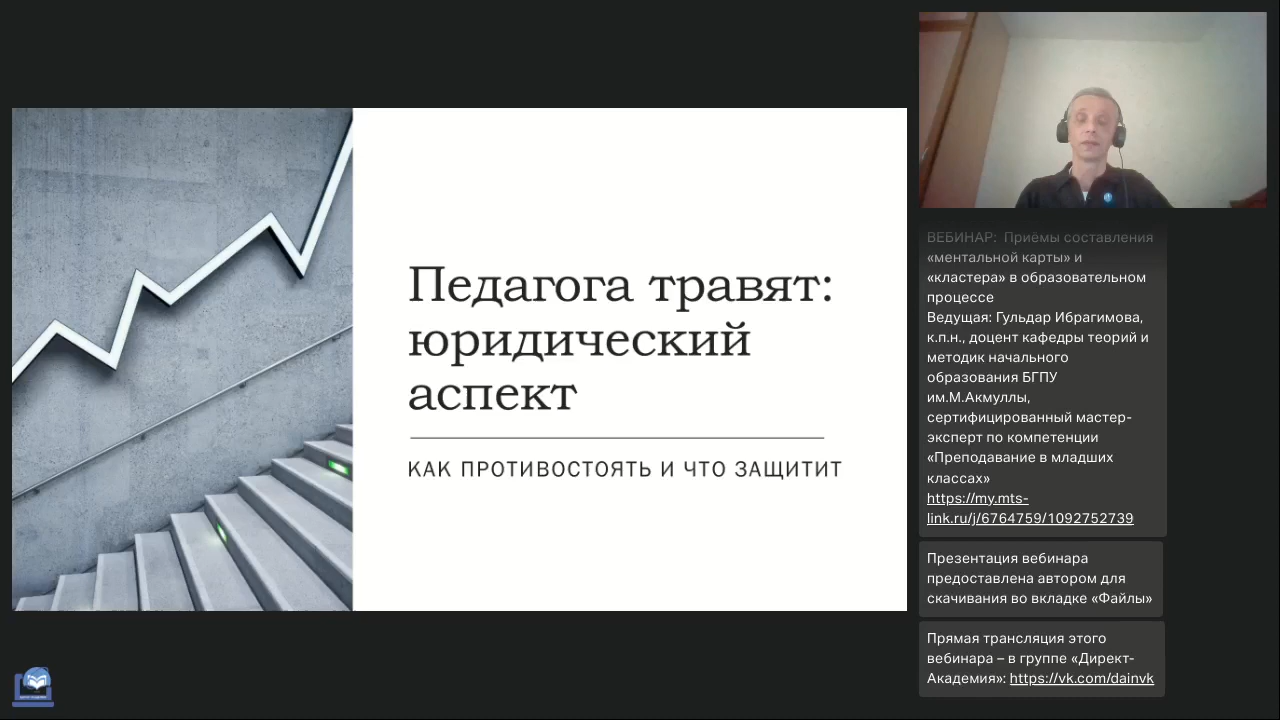 Педагога травят:
юридический
аспект
КАК ПРОТИВОСТОЯТЬ И ЧТО ЗАЩИТИТ
ВЕБИНАР: Приёмы составления
«ментальной карты» и
«кластера» в образовательном
процессе
Ведущая: Гульдар Ибрагимова,
к.п.н., доцент кафедры теорий и
методик начального
образования БГПУ
им.М.Акмуллы,
сертифицированный мастер-
эксперт по компетенции
«Преподавание в младших
классах»
https://my.mts-
link.ru/j/6764759/1092752739
Презентация вебинара
предоставлена автором для
скачивания во вкладке «Файлы»
Прямая трансляция этого
вебинара – в группе «Директ-
Академия»: https://vk.com/dainvk